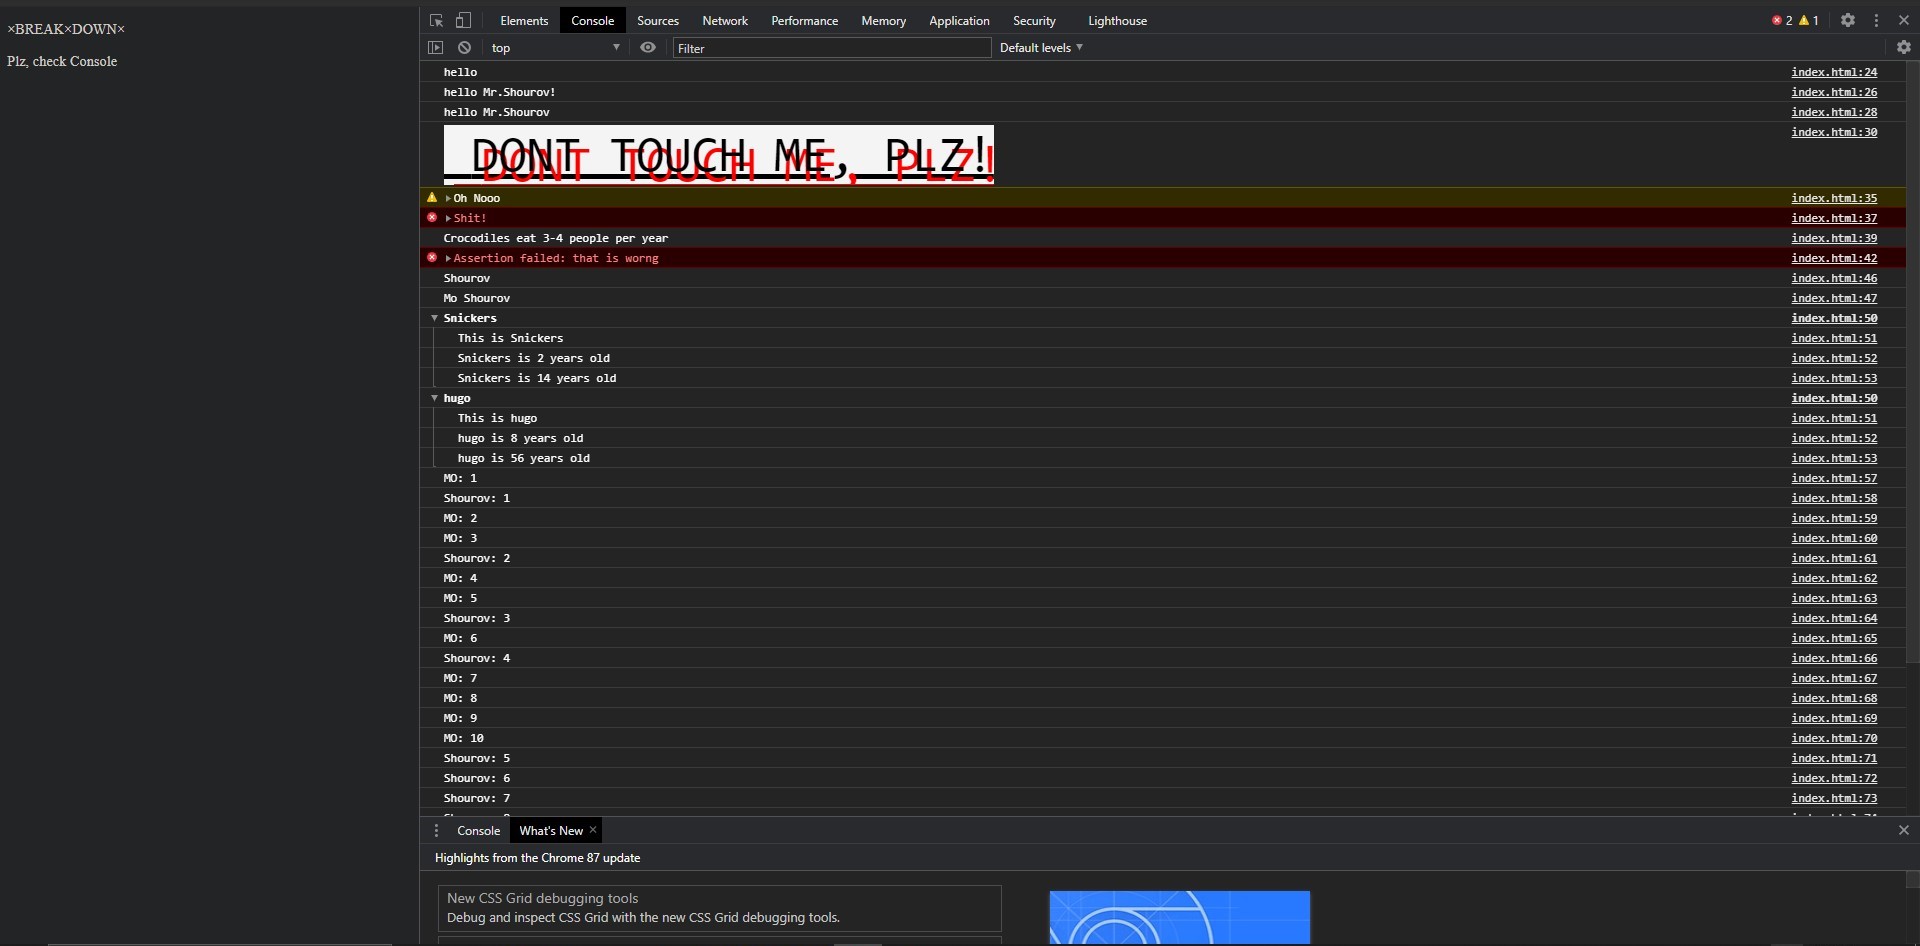 ×BREAK×DOWN×
Plz, check Console
Elements Console Sources Network Performance Memory Application Security Lighthouse 2 1
top Filter Default levels
hello index.html:24
hello Mr.Shourov! index.html:26
hello Mr.Shourov index.html:28
DONT TOUCH ME, PLZ! index.html:30
Oh Nooo index.html:35
Shit! index.html:37
Crocodiles eat 3-4 people per year index.html:39
Assertion failed: that is worng index.html:42
Shourov index.html:46
Mo Shourov index.html:47
Snickers index.html:50
This is Snickers index.html:51
Snickers is 2 years old index.html:52
Snickers is 14 years old index.html:53
hugo index.html:50
This is hugo index.html:51
hugo is 8 years old index.html:52
hugo is 56 years old index.html:53
MO: 1 index.html:57
Shourov: 1 index.html:58
MO: 2 index.html:59
MO: 3 index.html:60
Shourov: 2 index.html:61
MO: 4 index.html:62
MO: 5 index.html:63
Shourov: 3 index.html:64
MO: 6 index.html:65
Shourov: 4 index.html:66
MO: 7 index.html:67
MO: 8 index.html:68
MO: 9 index.html:69
MO: 10 index.html:70
Shourov: 5 index.html:71
Shourov: 6 index.html:72
Shourov: 7 index.html:73
Console What's New
Highlights from the Chrome 87 update
New CSS Grid debugging tools
Debug and inspect CSS Grid with the new CSS Grid debugging tools.